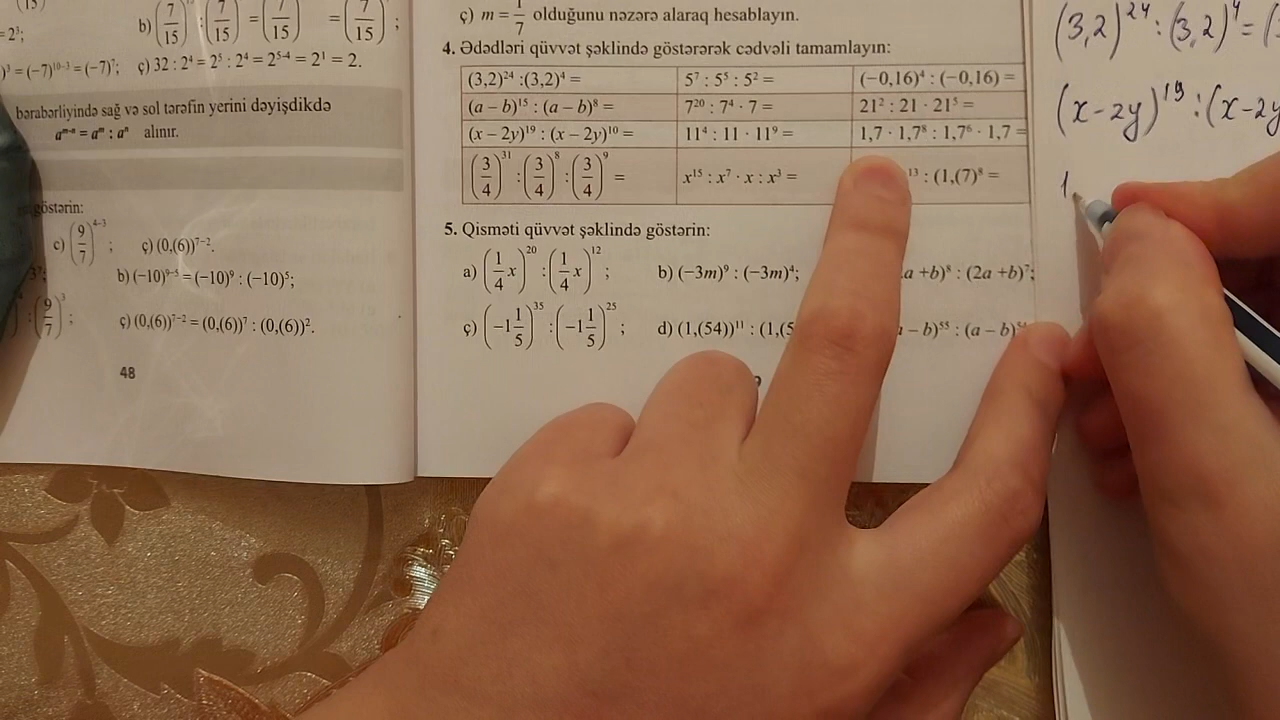 = 2³;
b) (7/15) : (7/15) = (7/15) = (7/15) ;
)³ = (−7)¹⁰⁻³ = (−7)⁷; ç) 32 : 2⁴ = 2⁵ : 2⁴ = 2⁵⁻⁴ = 2¹ = 2.
bərabərliyində sağ və sol tərəfin yerini dəyişdikdə
aᵐ⁻ⁿ = aᵐ : aⁿ alınır.
göstərin:
c) (9/7)⁴⁻³ ; ç) (0,(6))⁷⁻².
b) (−10)⁹⁻⁵ = (−10)⁹ : (−10)⁵;
: (9/7)³ ; ç) (0,(6))⁷⁻² = (0,(6))⁷ : (0,(6))².
48
ç) m = 1/7 olduğunu nəzərə alaraq hesablayın.
4. Ədədləri qüvvət şəklində göstərərək cədvəli tamamlayın:
(3,2)²⁴ :(3,2)⁴ = 5⁷ : 5⁵ : 5² = (−0,16)⁴ : (−0,16) =
(a − b)¹⁵ : (a − b)⁸ = 7²⁰ : 7⁴ · 7 = 21² : 21 · 21⁵ =
(x − 2y)¹⁹ : (x − 2y)¹⁰ = 11⁴ : 11 · 11⁹ = 1,7 · 1,7⁸ : 1,7⁶ · 1,7 =
(3/4)³¹ : (3/4)⁸ : (3/4)⁹ = x¹⁵ : x⁷ · x : x³ = ¹³ : (1,(7)⁸ =
5. Qisməti qüvvət şəklində göstərin:
a) (1/4 x)²⁰ : (1/4 x)¹² ; b) (−3m)⁹ : (−3m)⁴; a + b)⁸ : (2a + b)⁷;
ç) (−1 1/5)³⁵ : (−1 1/5)²⁵ ; d) (1,(54))¹¹ : (1,(5 − b)⁵⁵ : (a − b)
(3,2)²⁴ : (3,2)⁴ = (
(x−2y)¹⁹ : (x−2y
1,